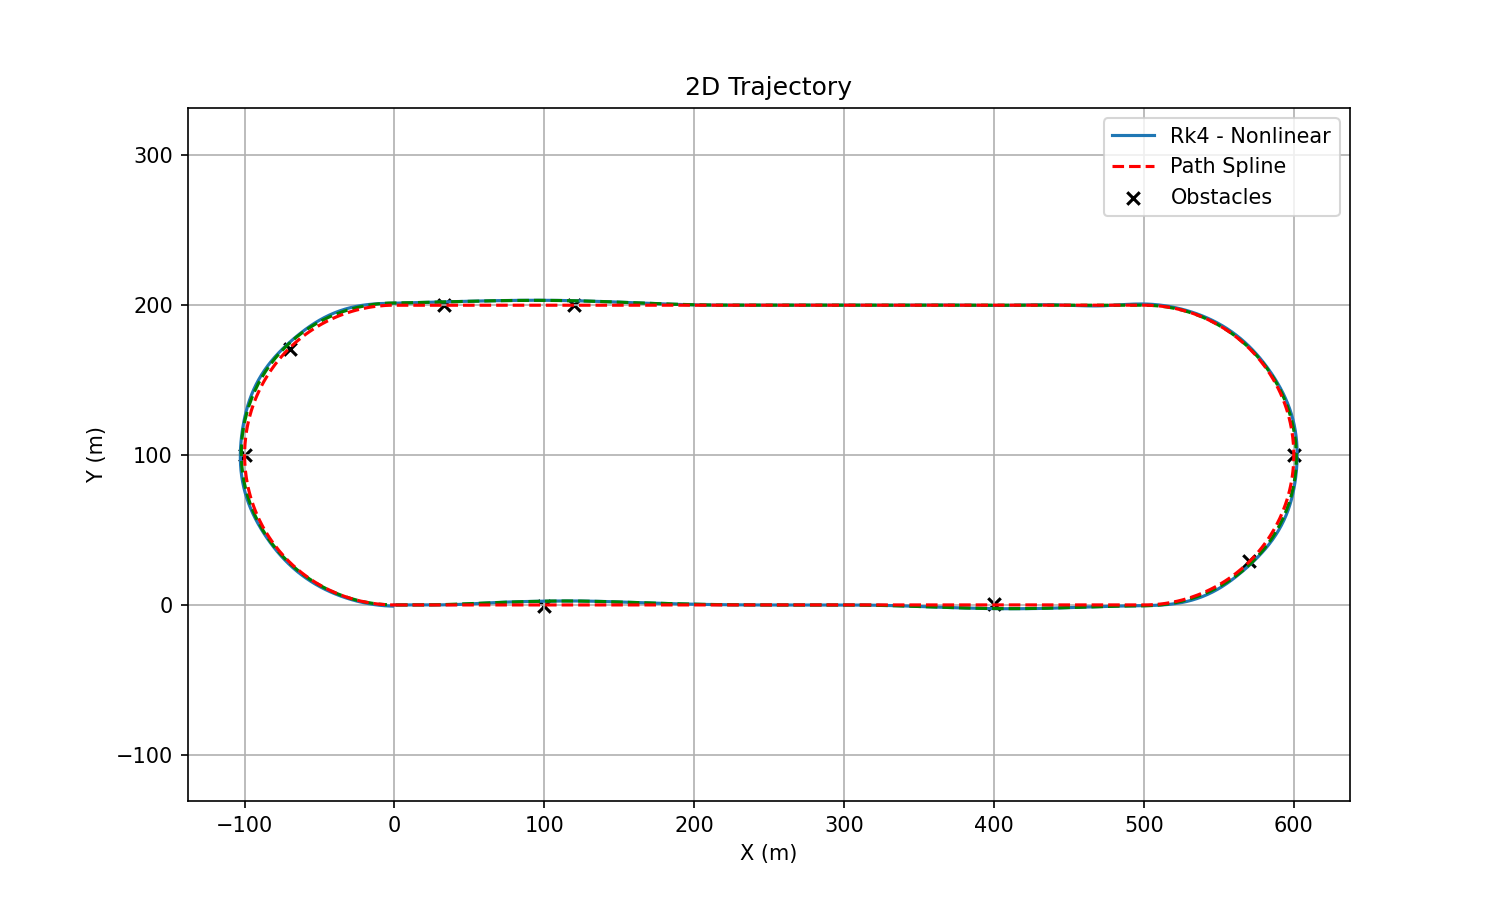 2D Trajectory
Rk4 - Nonlinear
Path Spline
Obstacles
300
200
100
0
−100
Y (m)
−100 0 100 200 300 400 500 600
X (m)